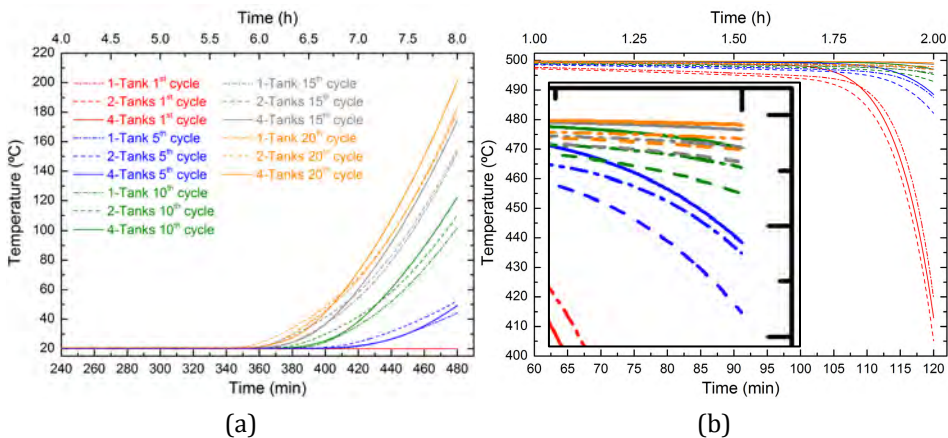 Time (h)
4.0 4.5 5.0 5.5 6.0 6.5 7.0 7.5 8.0
220
200
180
160
140
120
100
80
60
40
20
Temperature (ºC)
1-Tank 1st cycle
2-Tanks 1st cycle
4-Tanks 1st cycle
1-Tank 5th cycle
2-Tanks 5th cycle
4-Tanks 5th cycle
1-Tank 10th cycle
2-Tanks 10th cycle
4-Tanks 10th cycle
1-Tank 15th cycle
2-Tanks 15th cycle
4-Tanks 15th cycle
1-Tank 20th cycle
2-Tanks 20th cycle
4-Tanks 20th cycle
240 260 280 300 320 340 360 380 400 420 440 460 480
Time (min)
(a)
Time (h)
1.00 1.25 1.50 1.75 2.00
500
490
480
470
460
450
440
430
420
410
400
Temperature (ºC)
60 65 70 75 80 85 90 95 100 105 110 115 120
Time (min)
(b)